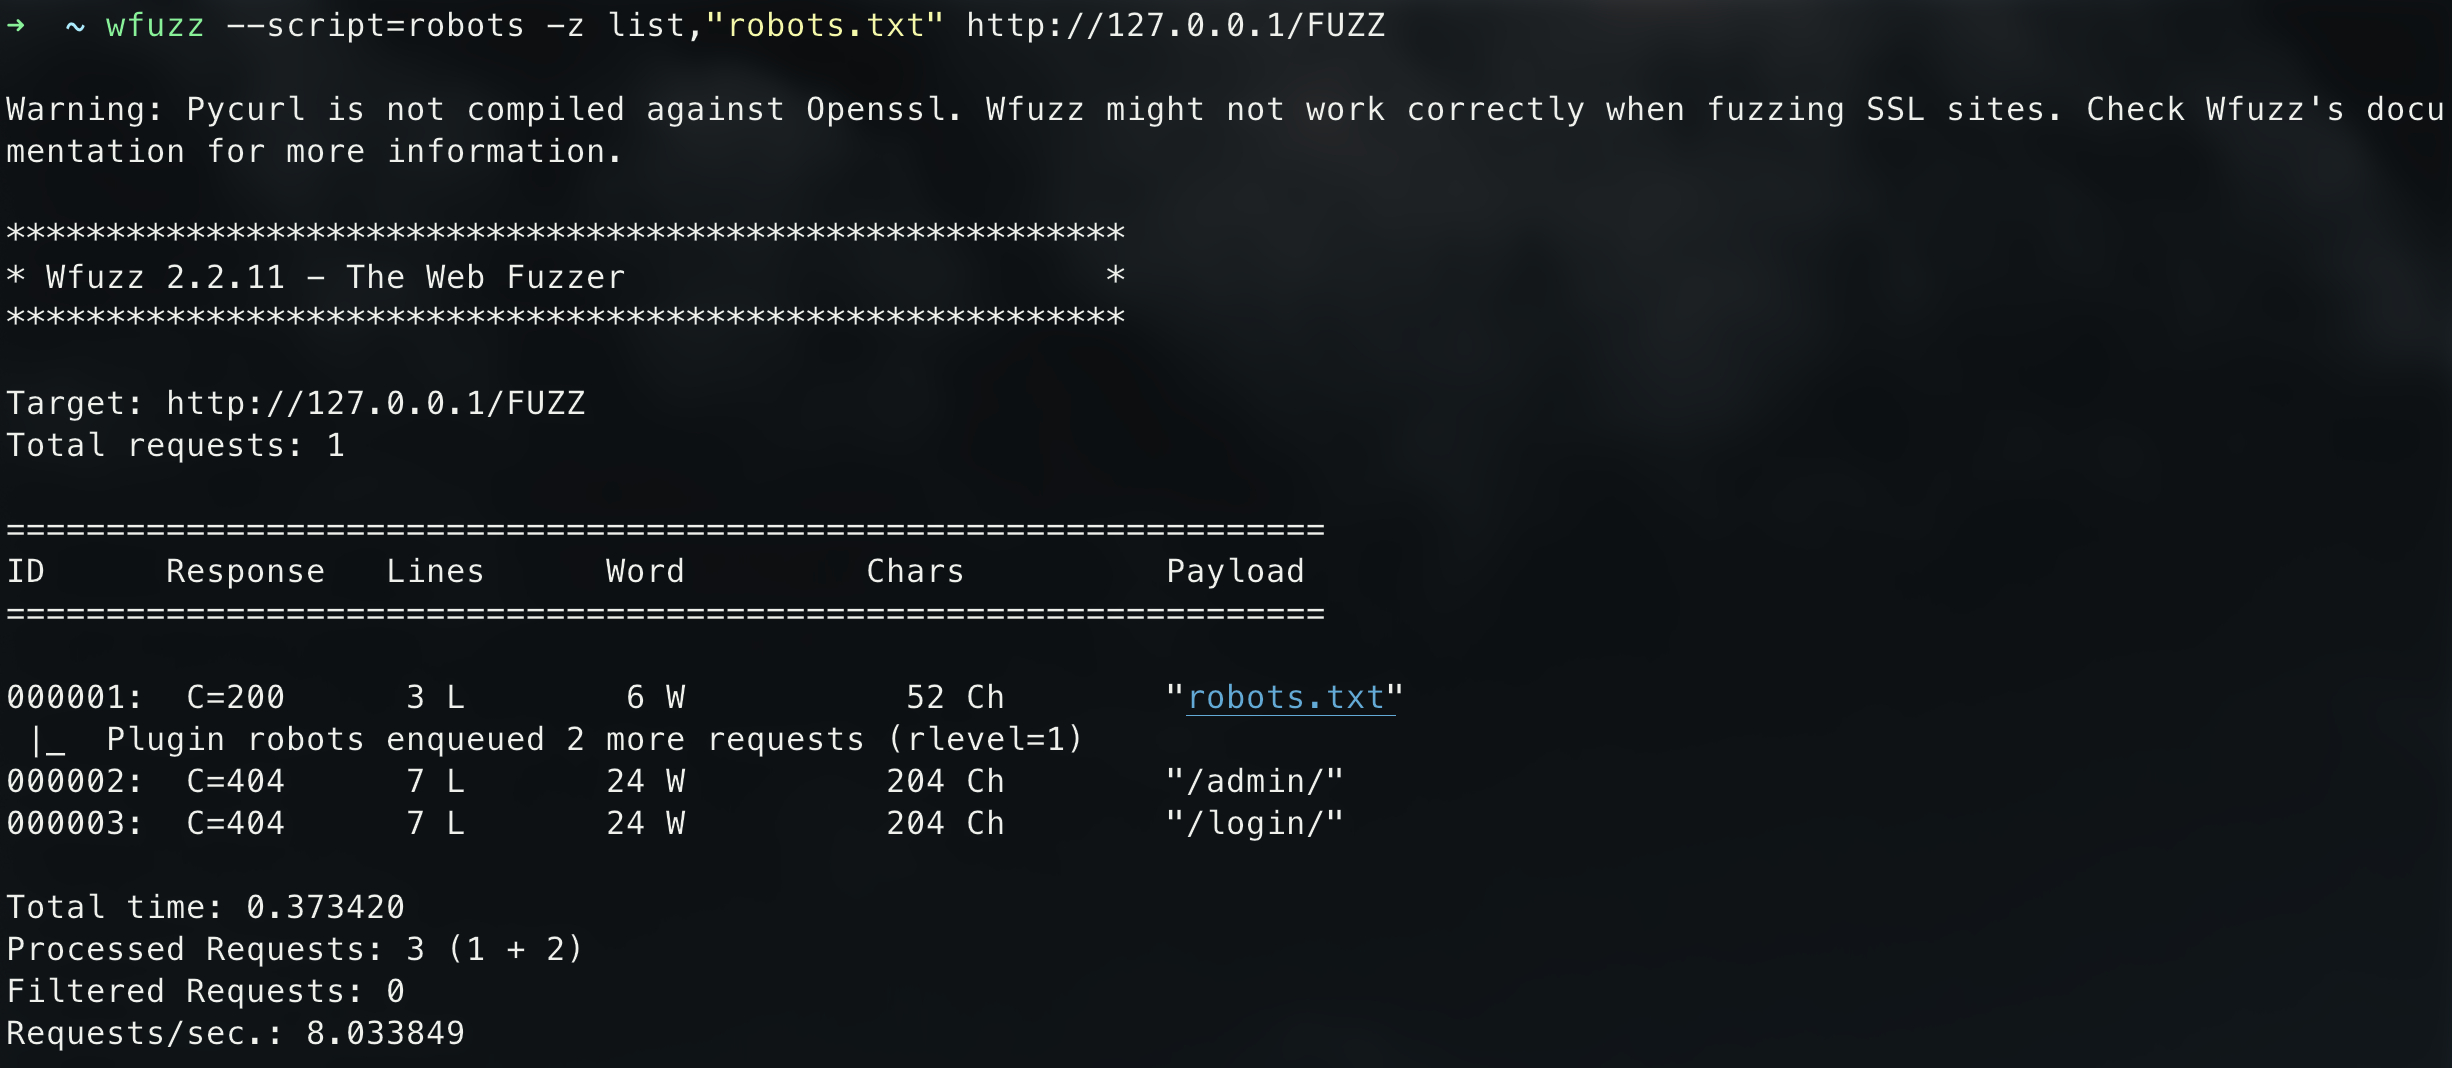 ➜  ~ wfuzz --script=robots -z list,"robots.txt" http://127.0.0.1/FUZZ
Warning: Pycurl is not compiled against Openssl. Wfuzz might not work correctly when fuzzing SSL sites. Check Wfuzz's docu
mentation for more information.
********************************************************
* Wfuzz 2.2.11 - The Web Fuzzer                        *
********************************************************
Target: http://127.0.0.1/FUZZ
Total requests: 1
==================================================================
ID      Response   Lines      Word         Chars          Payload
==================================================================
000001:  C=200      3 L        6 W           52 Ch        "robots.txt"
 |_  Plugin robots enqueued 2 more requests (rlevel=1)
000002:  C=404      7 L       24 W          204 Ch        "/admin/"
000003:  C=404      7 L       24 W          204 Ch        "/login/"
Total time: 0.373420
Processed Requests: 3 (1 + 2)
Filtered Requests: 0
Requests/sec.: 8.033849